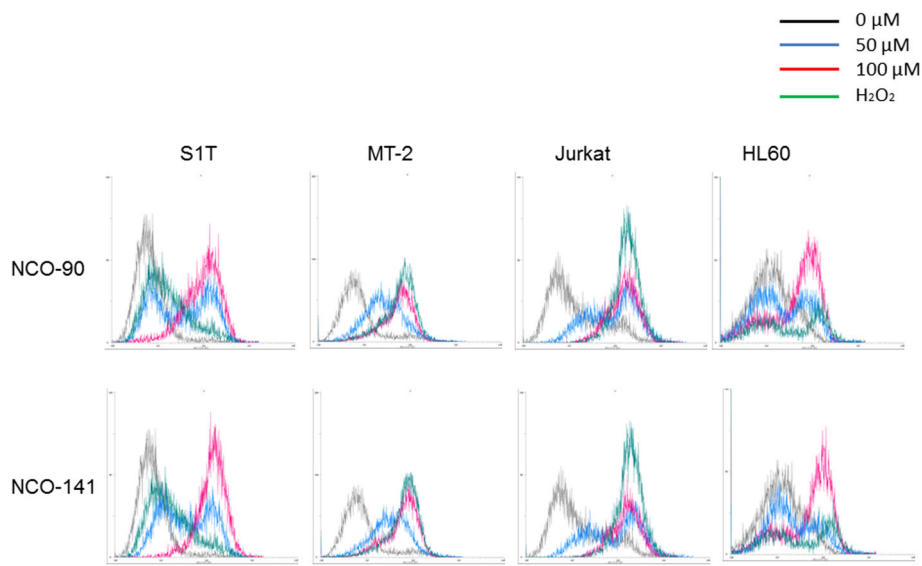 0 µM
50 µM
100 µM
H₂O₂
S1T MT-2 Jurkat HL60
NCO-90
NCO-141